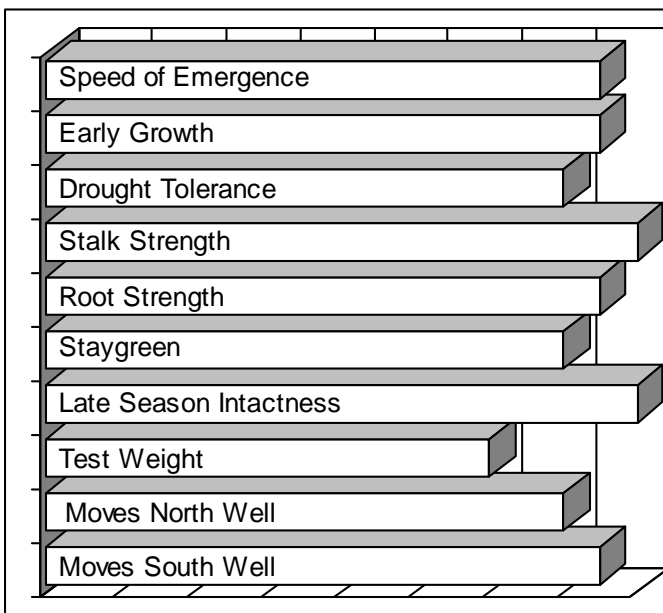 Speed of Emergence
Early Growth
Drought Tolerance
Stalk Strength
Root Strength
Staygreen
Late Season Intactness
Test Weight
Moves North Well
Moves South Well